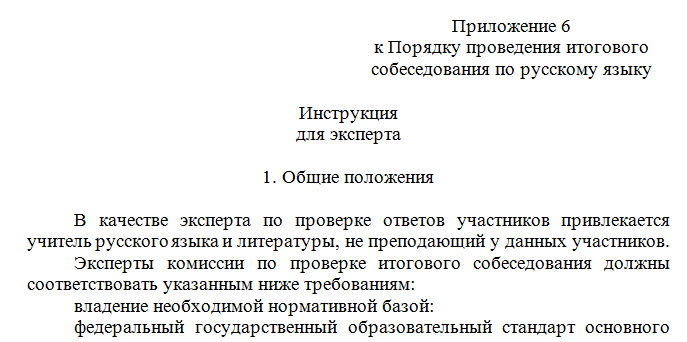 Приложение 6
к Порядку проведения итогового
собеседования по русскому языку
Инструкция
для эксперта
1. Общие положения
В качестве эксперта по проверке ответов участников привлекается
учитель русского языка и литературы, не преподающий у данных участников.
Эксперты комиссии по проверке итогового собеседования должны
соответствовать указанным ниже требованиям:
владение необходимой нормативной базой:
федеральный государственный образовательный стандарт основного